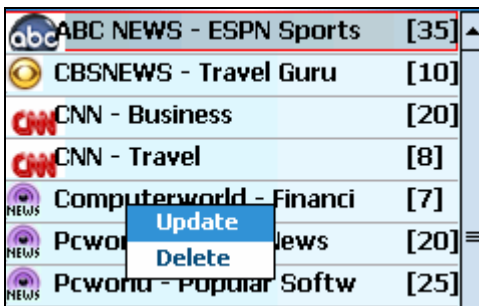 abc ABC NEWS - ESPN Sports [35]
CBSNEWS - Travel Guru [10]
CNN CNN - Business [20]
CNN CNN - Travel [8]
NEWS Computerworld - Financi [7]
Update
NEWS Pcwo News [20]
Delete
NEWS Pcworld - Popular Softw [25]